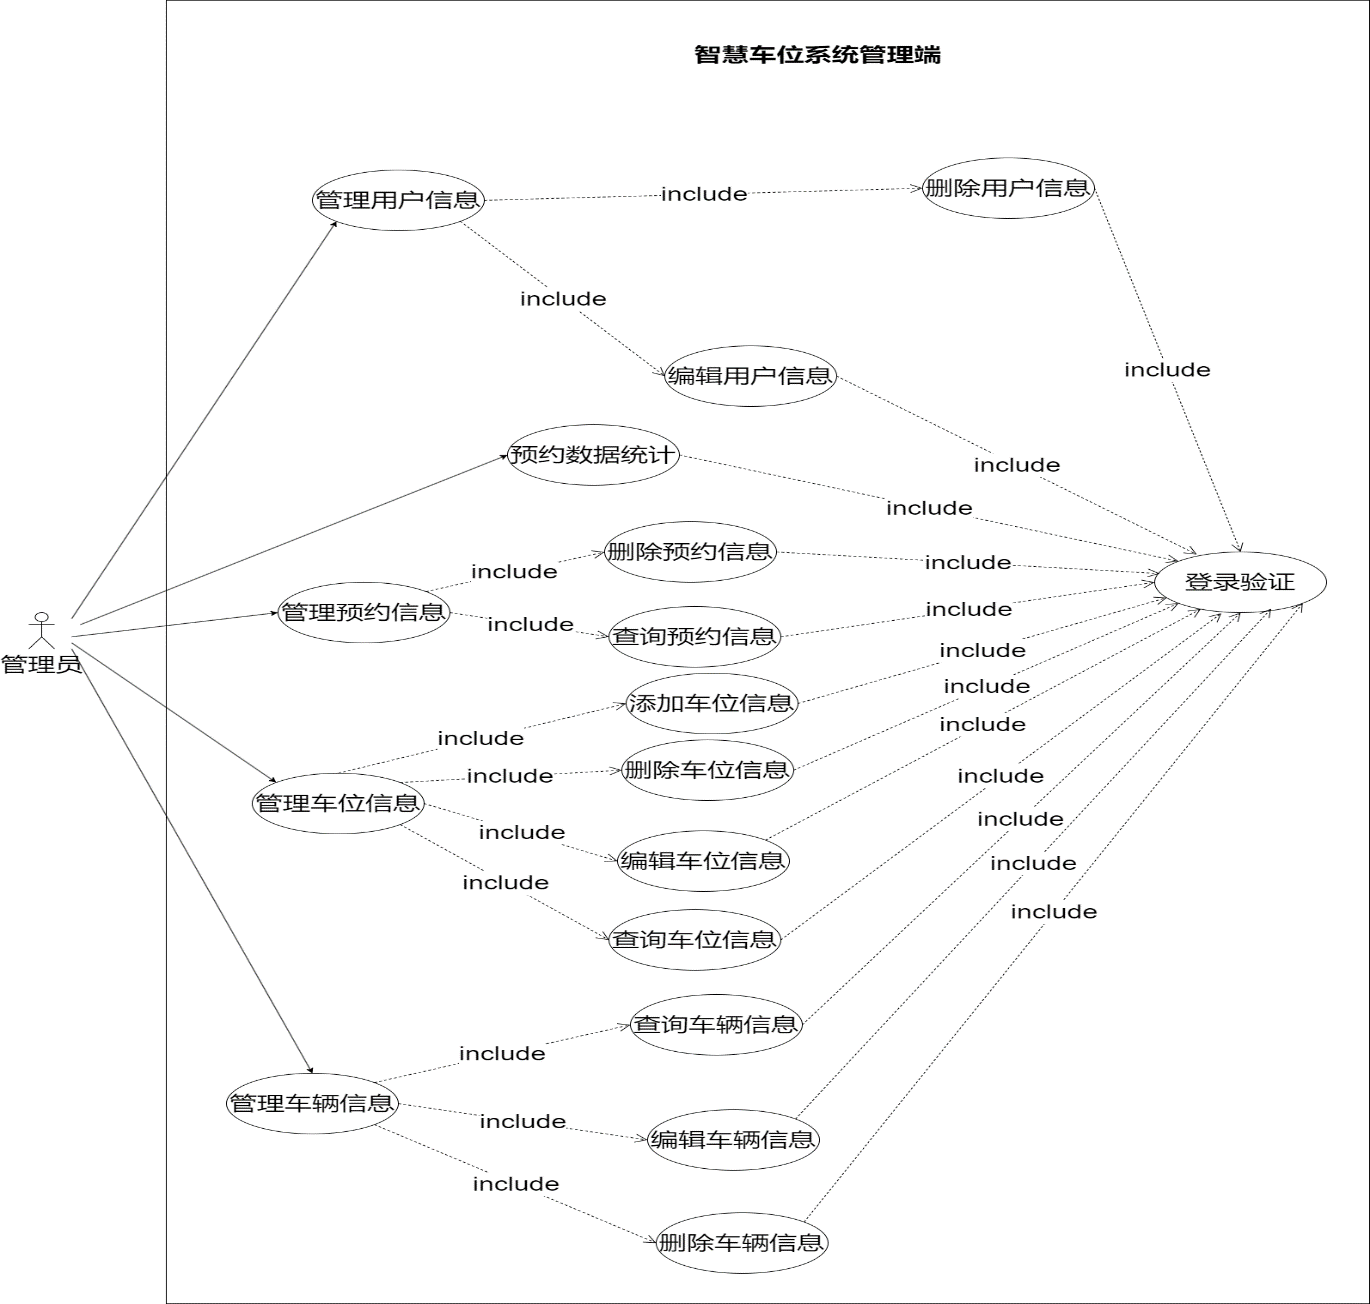 智慧车位系统管理端
管理用户信息
include
删除用户信息
include
编辑用户信息
include
include
预约数据统计
include
管理预约信息
include
删除预约信息
include
include
查询预约信息
include
管理员
添加车位信息
include
include
删除车位信息
include
include
管理车位信息
include
编辑车位信息
include
include
查询车位信息
include
管理车辆信息
include
查询车辆信息
include
include
编辑车辆信息
include
include
删除车辆信息
include
登录验证